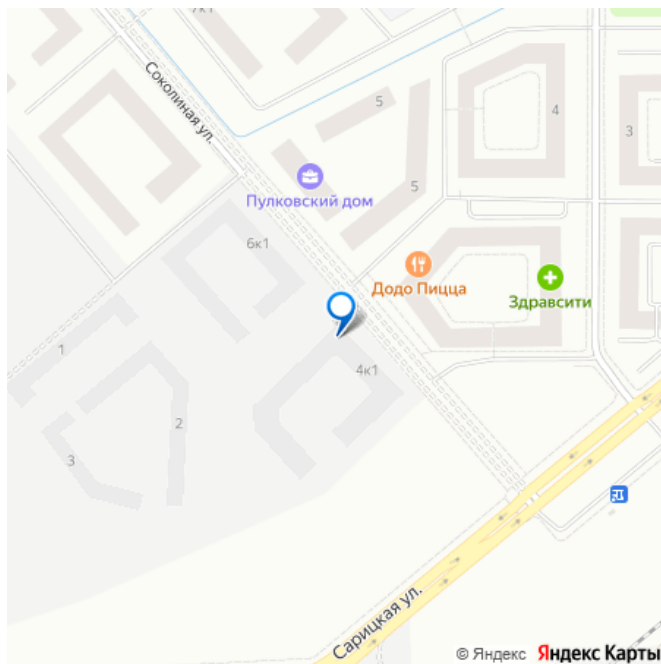 7к1
Соколиная ул.
5
4
3
5
Пулковский дом
6к1
Додо Пицца
Здравсити
1
4к1
2
3
Сарицкая ул.
© Яндекс Яндекс Карты